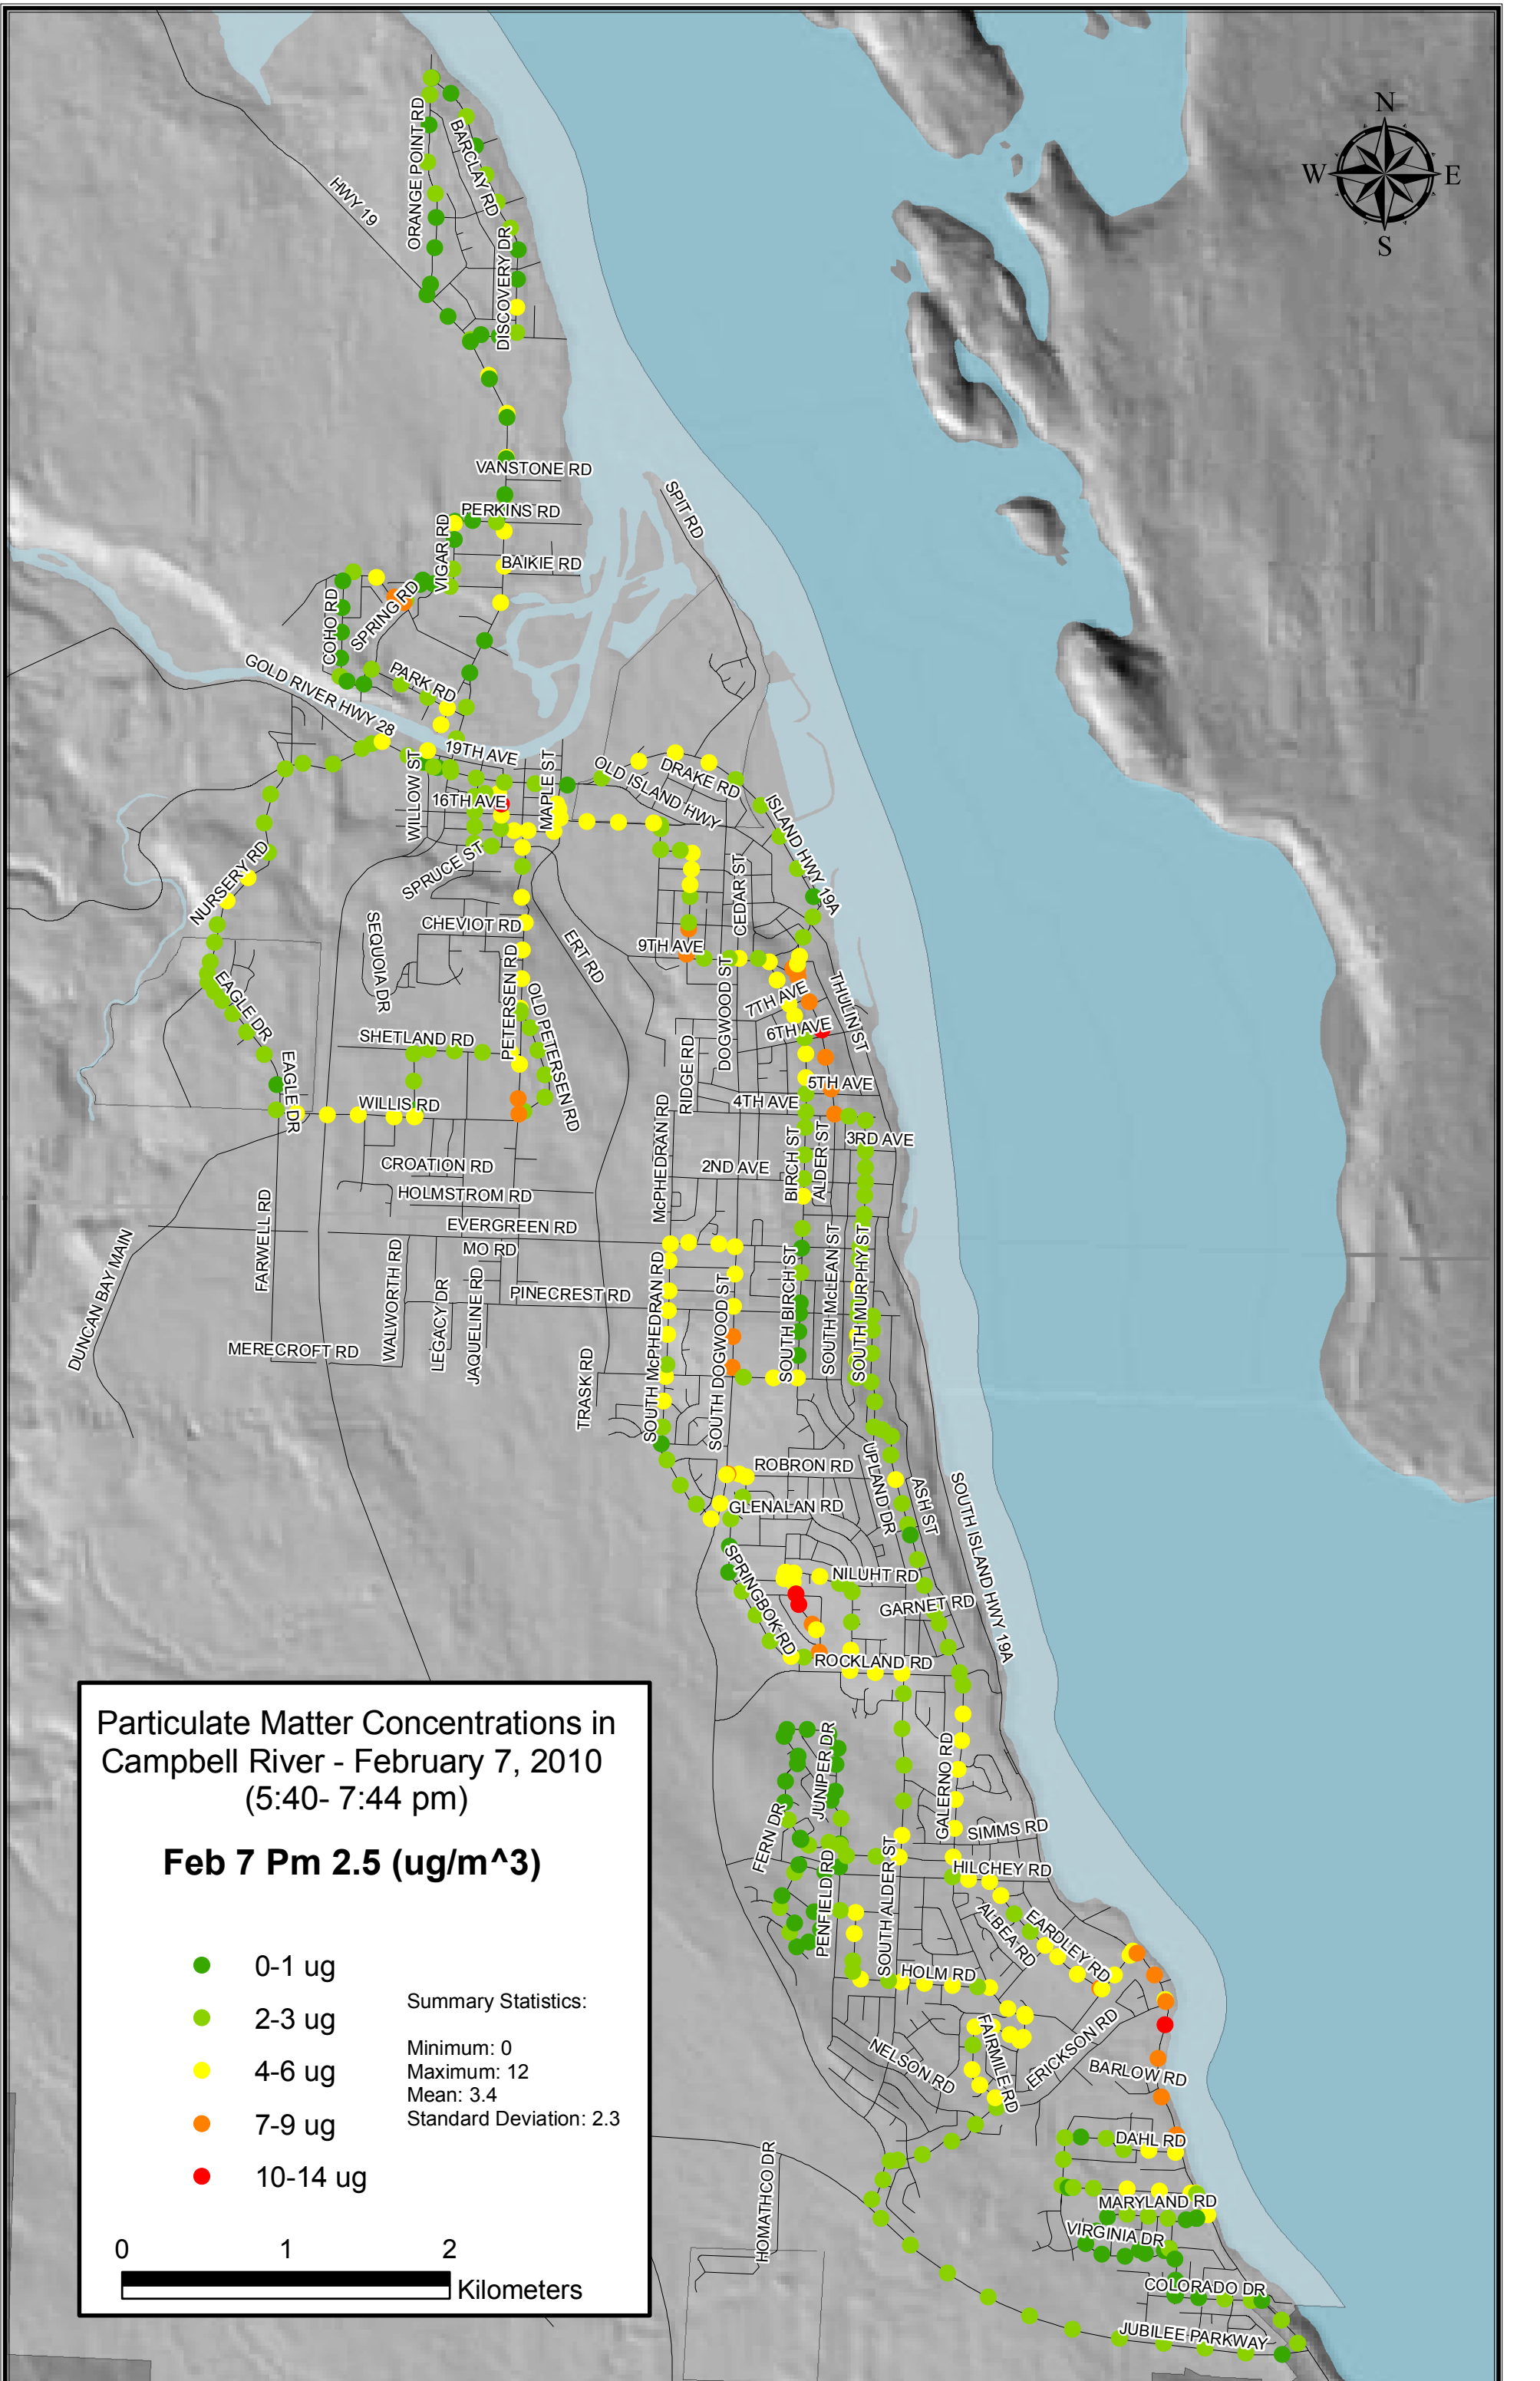 N
W E
S
ORANGE POINT RD
BARCLAY RD
HWY 19
DISCOVERY DR
VANSTONE RD
SPIT RD
PERKINS RD
VIGAR RD
BAIKIE RD
SPRING RD
COHO RD
PARK RD
GOLD RIVER HWY 28
19TH AVE
WILLOW ST
MAPLE ST
OLD ISLAND HWY
DRAKE RD
16TH AVE
ISLAND HWY 19A
SPRUCE ST
NURSERY RD
CEDAR ST
CHEVIOT RD
SEQUOIA DR
ERT RD
9TH AVE
PETERSEN RD
DOGWOOD ST
THULIN ST
7TH AVE
EAGLE DR
OLD PETERSEN RD
6TH AVE
SHETLAND RD
RIDGE RD
EAGLE DR
5TH AVE
WILLIS RD
4TH AVE
McPHEDRAN RD
ALDER ST
BIRCH ST
3RD AVE
CROATION RD
2ND AVE
HOLMSTROM RD
FARWELL RD
EVERGREEN RD
DUNCAN BAY MAIN
MO RD
WALWORTH RD
LEGACY DR
JAQUELINE RD
PINECREST RD
SOUTH McPHEDRAN RD
SOUTH DOGWOOD ST
SOUTH BIRCH ST
SOUTH McLEAN ST
SOUTH MURPHY ST
MERECROFT RD
TRASK RD
ROBRON RD
UPLAND DR
ASH ST
SOUTH ISLAND HWY 19A
GLENALAN RD
SPRINGBOK RD
NILUHT RD
GARNET RD
ROCKLAND RD
Particulate Matter Concentrations in
Campbell River - February 7, 2010
(5:40- 7:44 pm)
Feb 7 Pm 2.5 (ug/m^3)
0-1 ug
2-3 ug
4-6 ug
7-9 ug
10-14 ug
Summary Statistics:
Minimum: 0
Maximum: 12
Mean: 3.4
Standard Deviation: 2.3
0 1 2
Kilometers
JUNIPER DR
GALERNO RD
FERN DR
SIMMS RD
HILCHEY RD
PENFIELD RD
SOUTH ALDER ST
ALBEA RD
EARDLEY RD
HOLM RD
FAIRMILE RD
NELSON RD
ERICKSON RD
BARLOW RD
DAHL RD
HOMATHCO DR
MARYLAND RD
VIRGINIA DR
COLORADO DR
JUBILEE PARKWAY